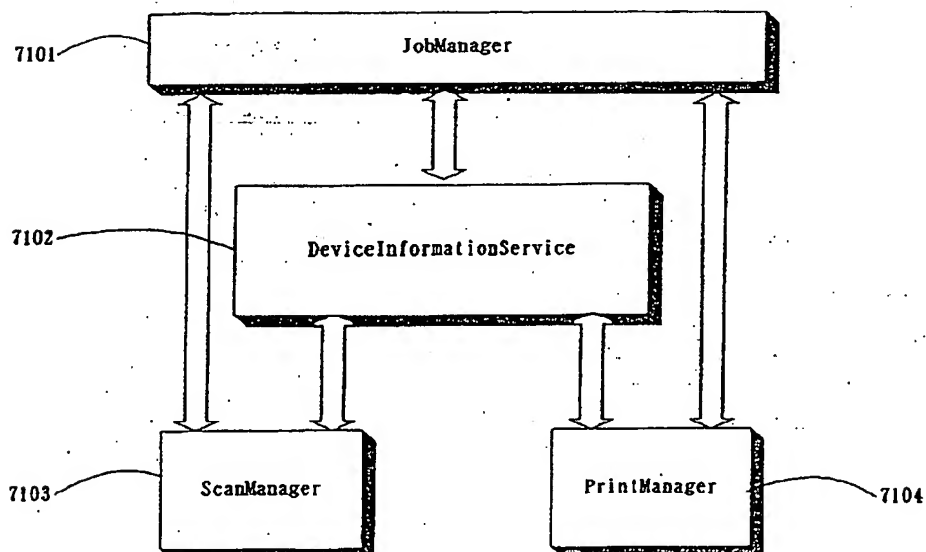 7101
JobManager
7102
DeviceInformationService
7103
ScanManager
PrintManager
7104